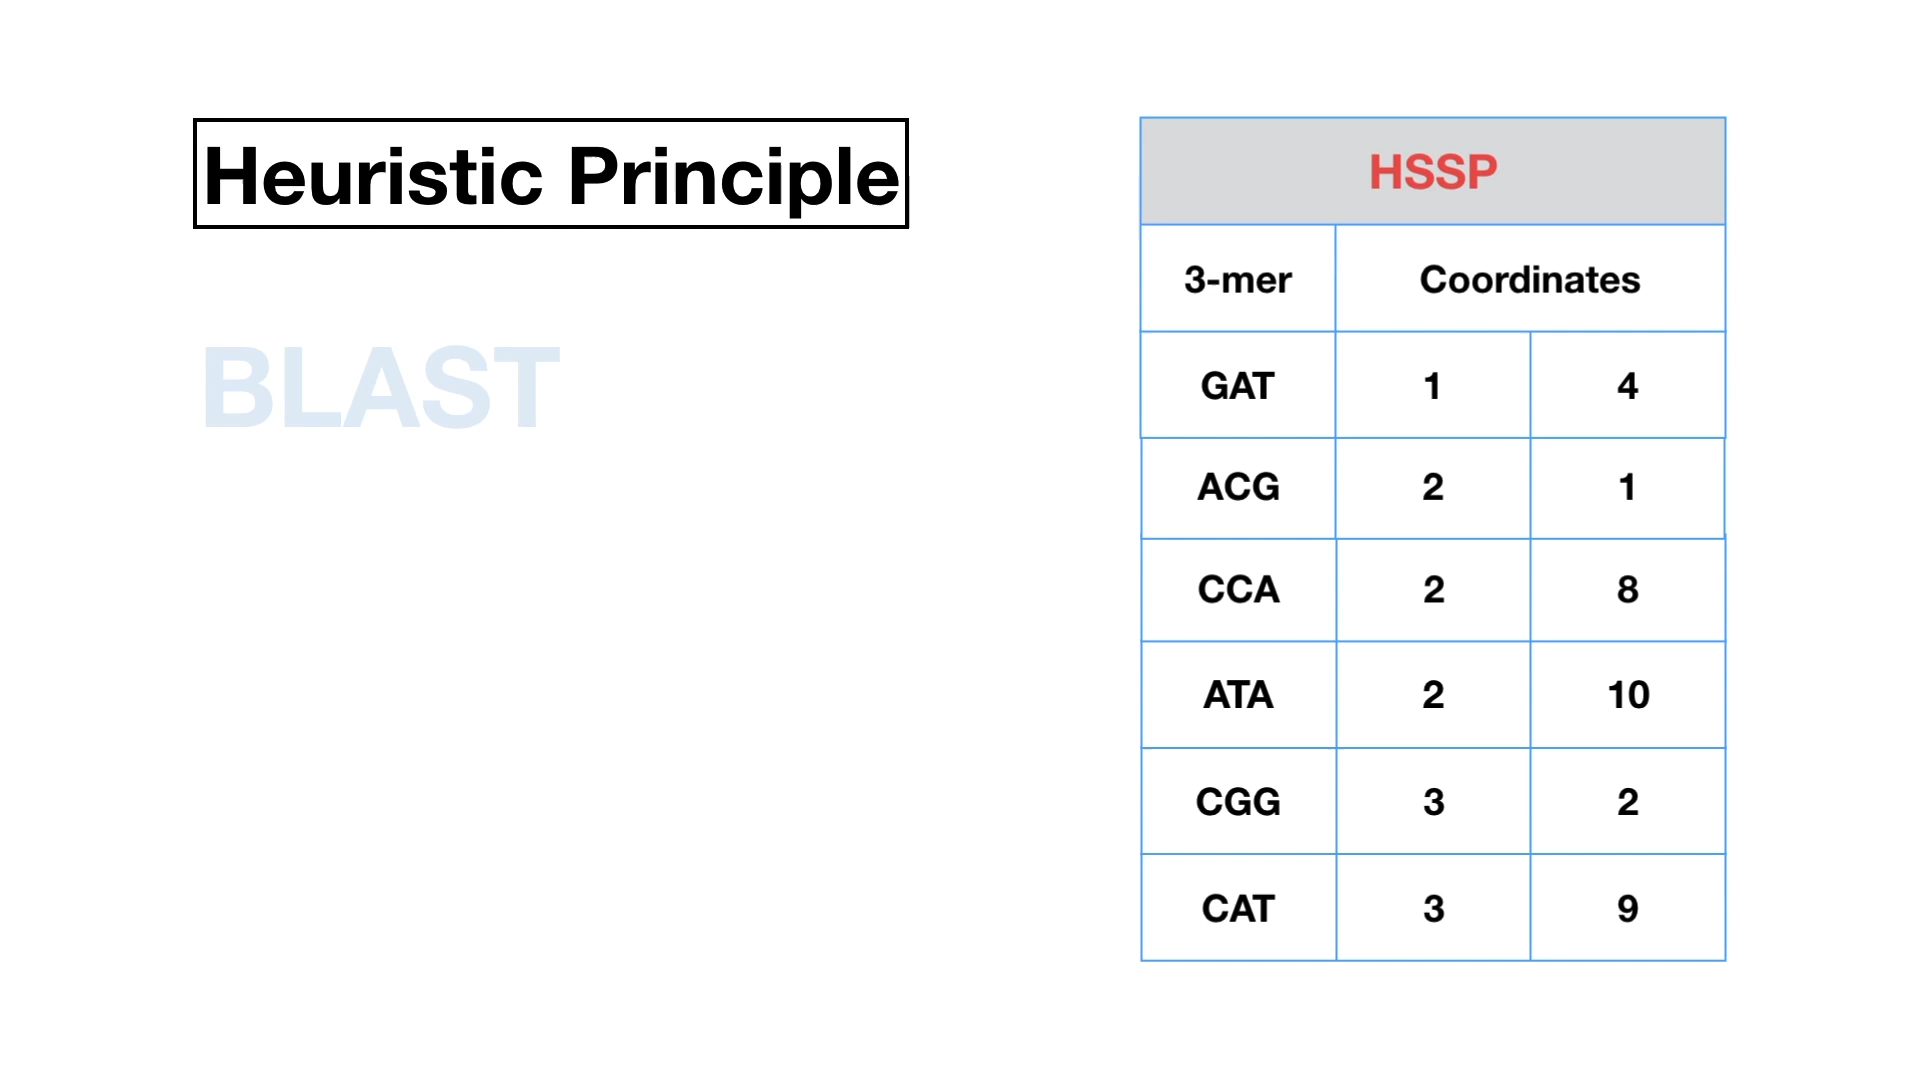 Heuristic Principle
BLAST
HSSP
3-mer Coordinates
GAT 1 4
ACG 2 1
CCA 2 8
ATA 2 10
CGG 3 2
CAT 3 9